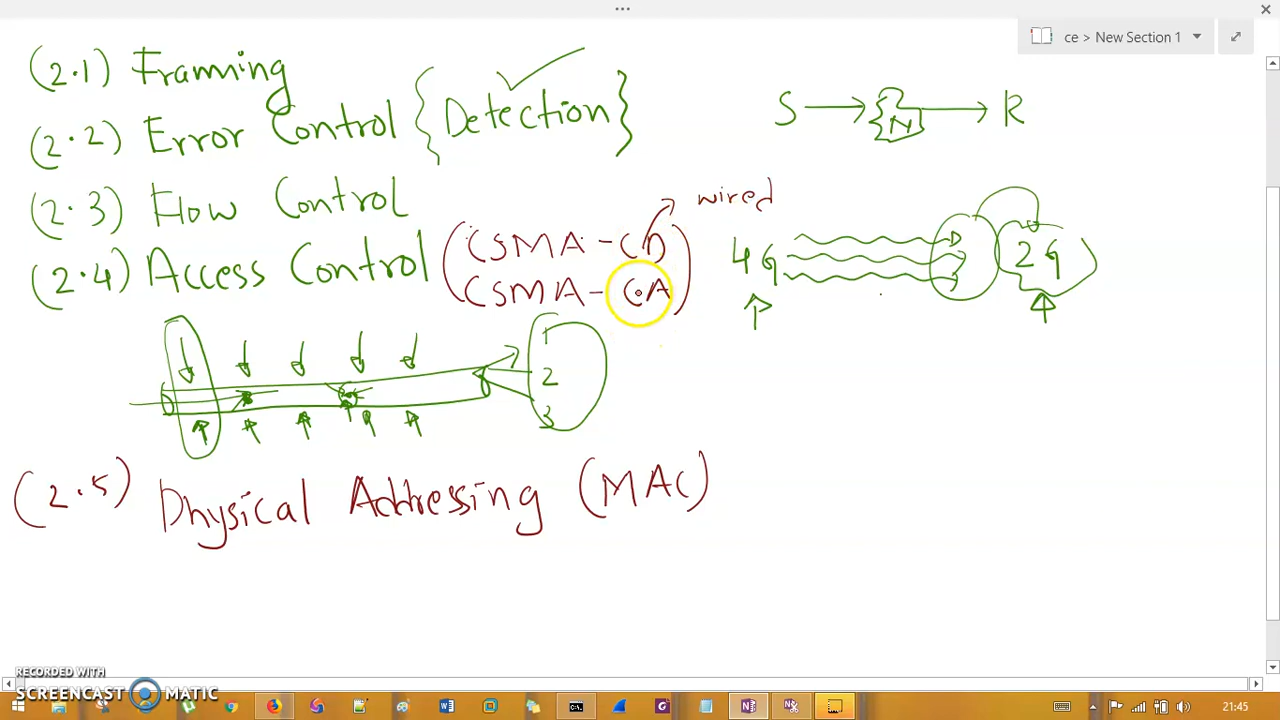 ce > New Section 1
(2.1) Framing
(2.2) Error Control {Detection}
S N R
(2.3) Flow Control
wired
(2.4) Access Control (CSMA-CD)
(CSMA-CA)
4G 2G
1
2
3
(2.5) Physical Addressing (MAC)
RECORDED WITH
SCREENCAST MATIC
21:45